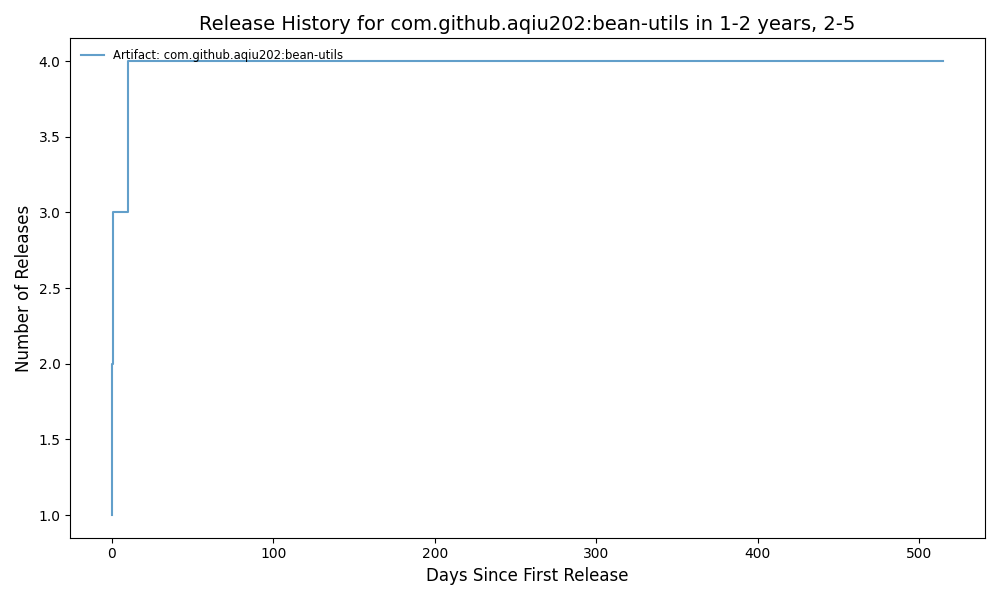 Release History for com.github.aqiu202:bean-utils in 1-2 years, 2-5
Artifact: com.github.aqiu202:bean-utils
Number of Releases
4.0
3.5
3.0
2.5
2.0
1.5
1.0
0 100 200 300 400 500
Days Since First Release